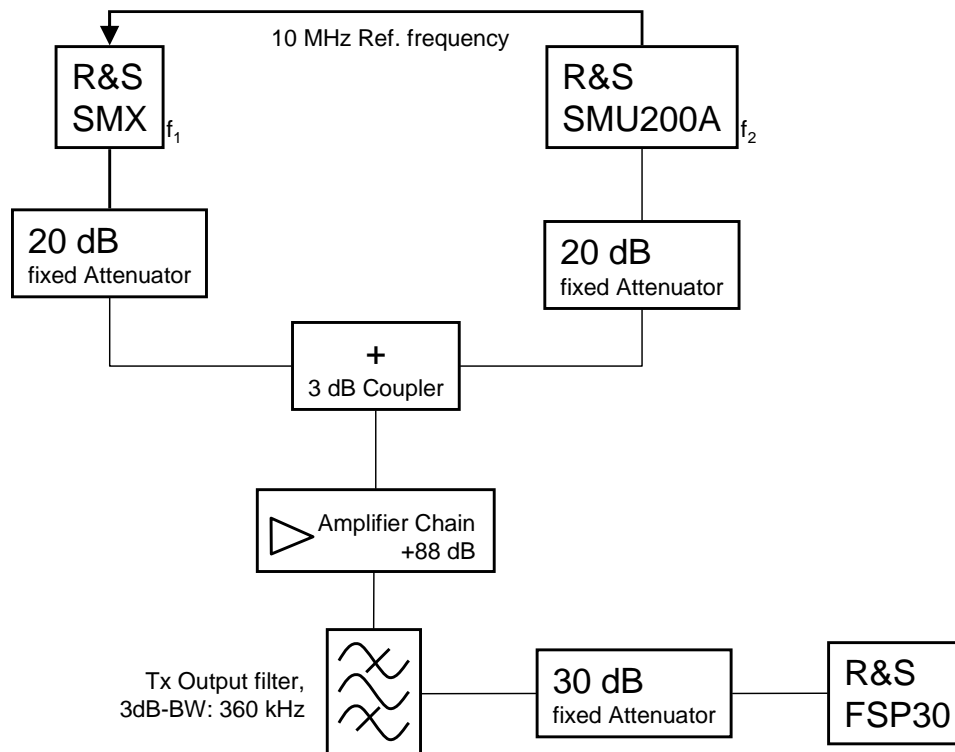 10 MHz Ref. frequency
R&S
SMX
f1
R&S
SMU200A
f2
20 dB
fixed Attenuator
20 dB
fixed Attenuator
+
3 dB Coupler
Amplifier Chain
+88 dB
Tx Output filter,
3dB-BW: 360 kHz
30 dB
fixed Attenuator
R&S
FSP30